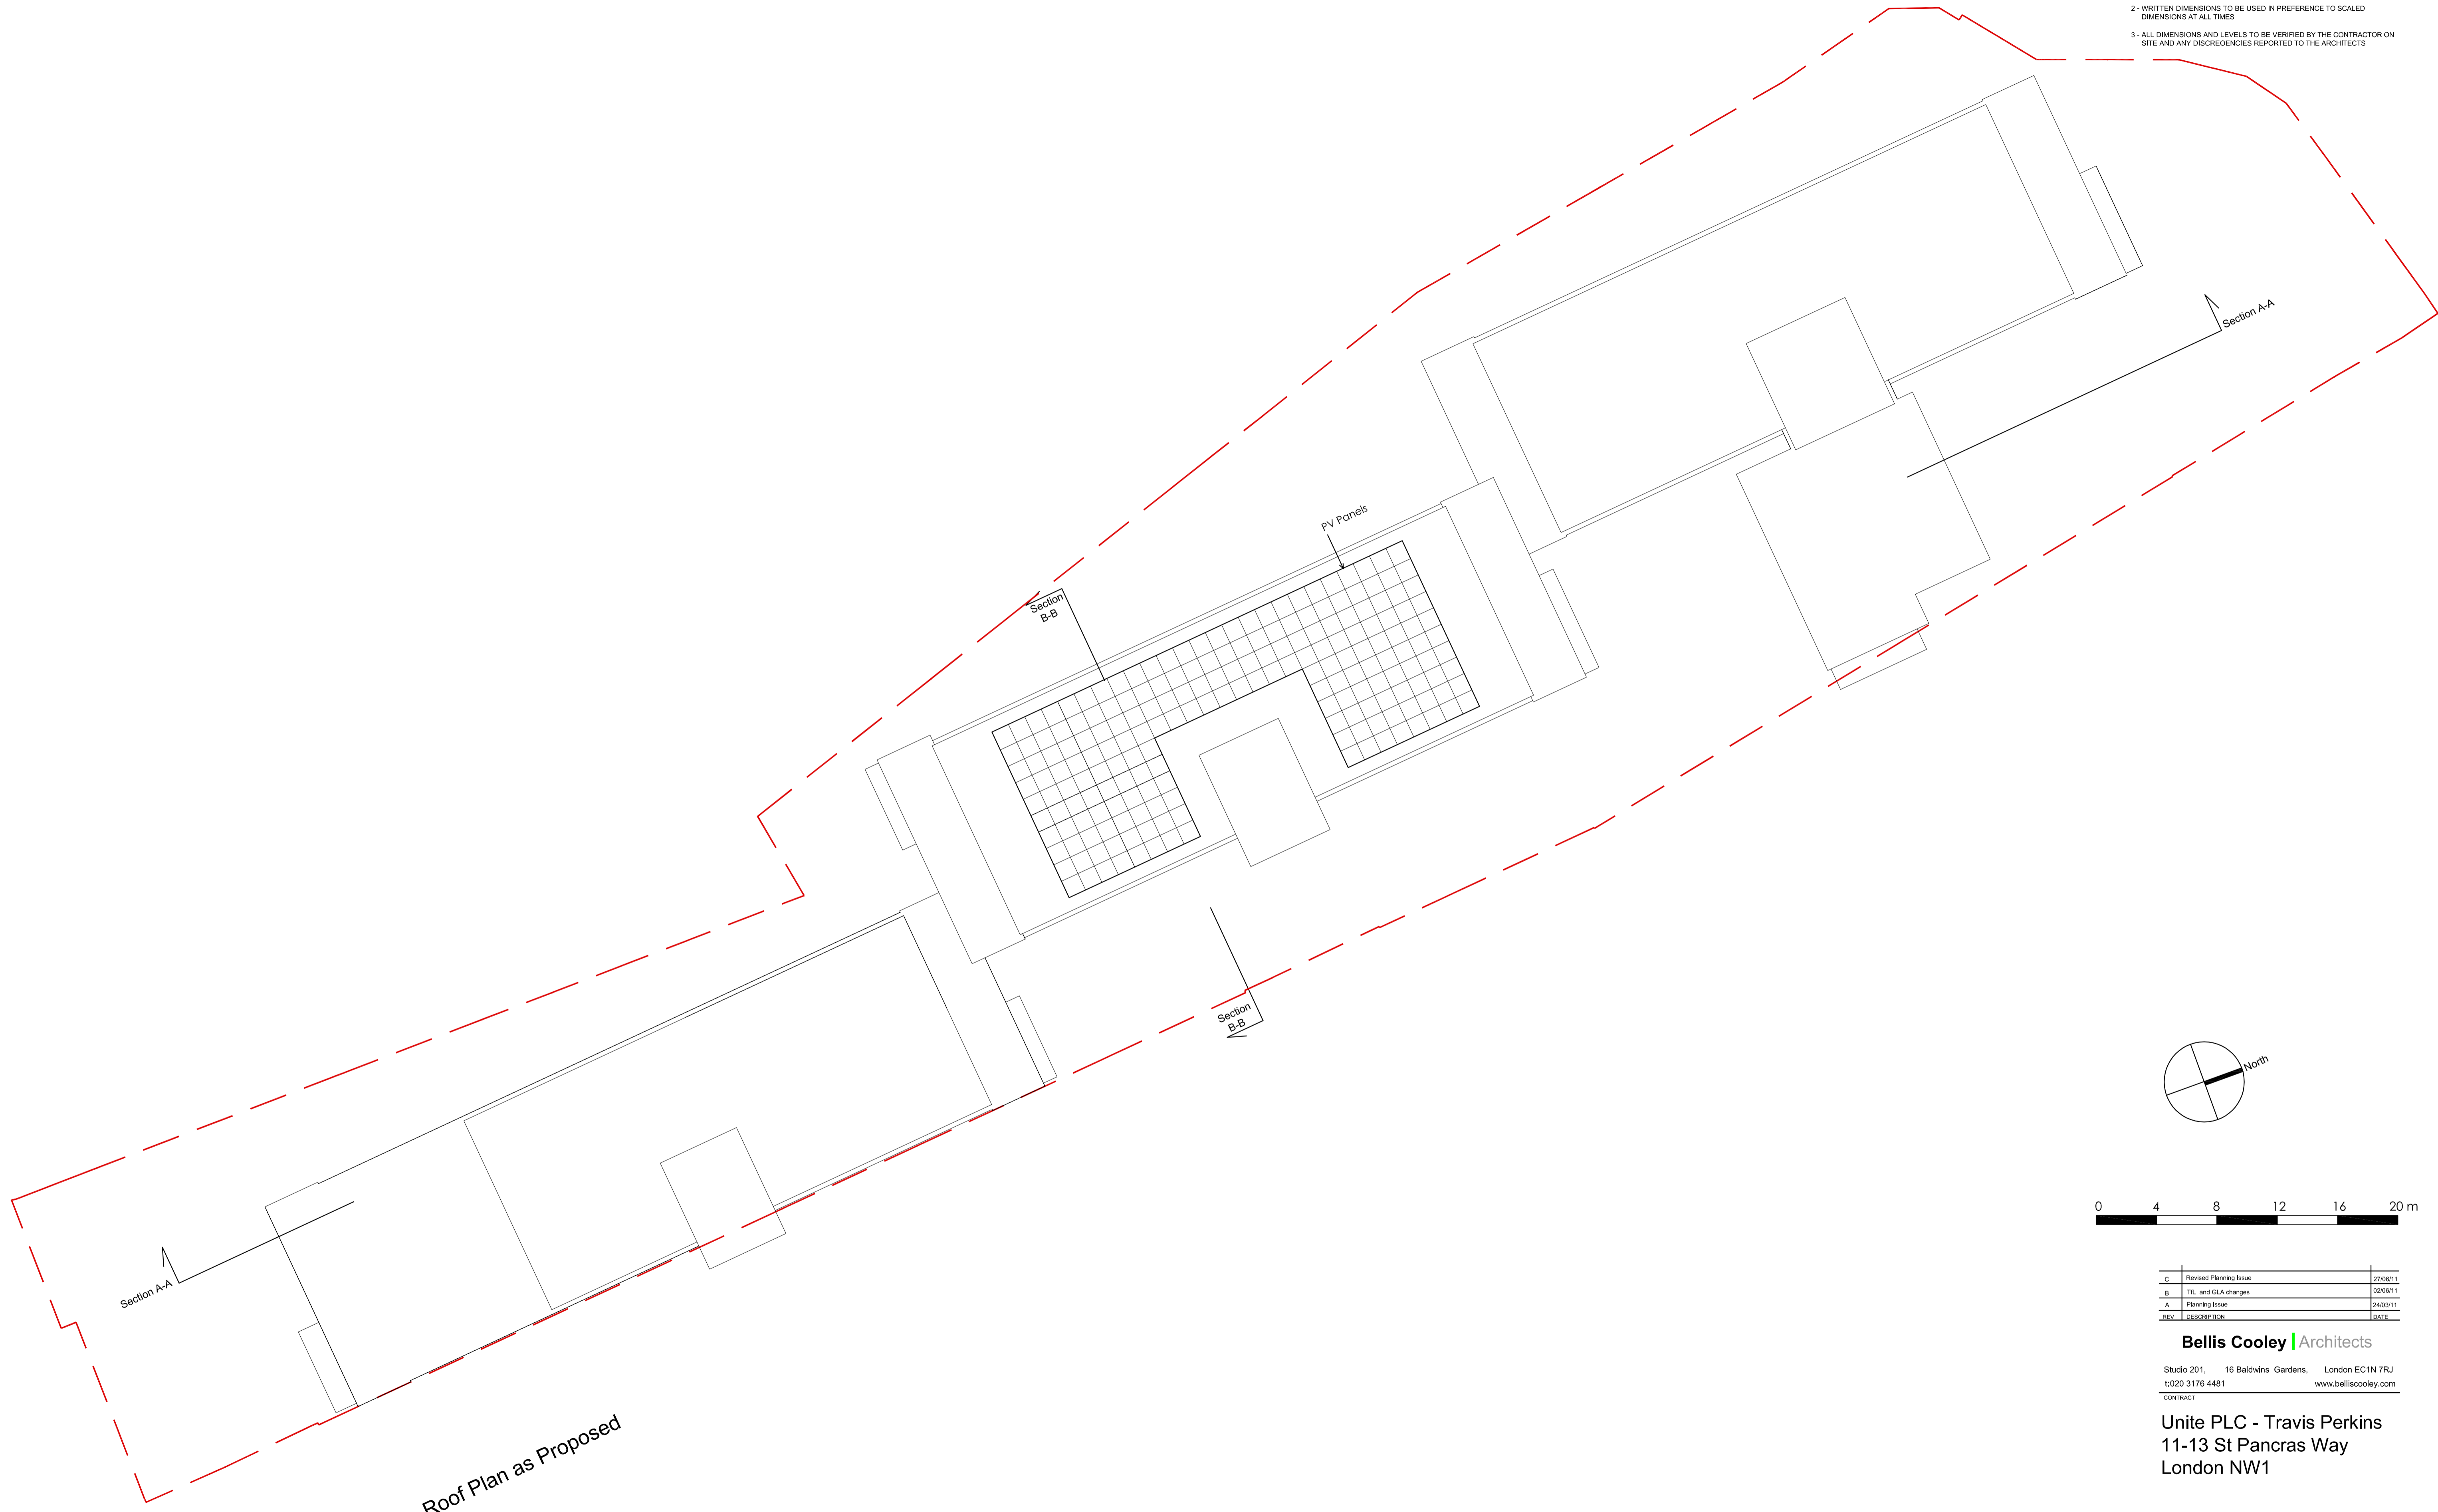 2 - WRITTEN DIMENSIONS TO BE USED IN PREFERENCE TO SCALED
DIMENSIONS AT ALL TIMES
3 - ALL DIMENSIONS AND LEVELS TO BE VERIFIED BY THE CONTRACTOR ON
SITE AND ANY DISCREOENCIES REPORTED TO THE ARCHITECTS
Section A-A
PV Panels
Section
B-B
Section
B-B
North
Section A-A
0 4 8 12 16 20 m
C Revised Planning Issue 27/06/11
B TfL and GLA changes 02/06/11
A Planning Issue 24/03/11
REV DESCRIPTION DATE
Bellis Cooley | Architects
Studio 201, 16 Baldwins Gardens, London EC1N 7RJ
t:020 3176 4481 www.belliscooley.com
CONTRACT
Unite PLC - Travis Perkins
11-13 St Pancras Way
London NW1
Roof Plan as Proposed